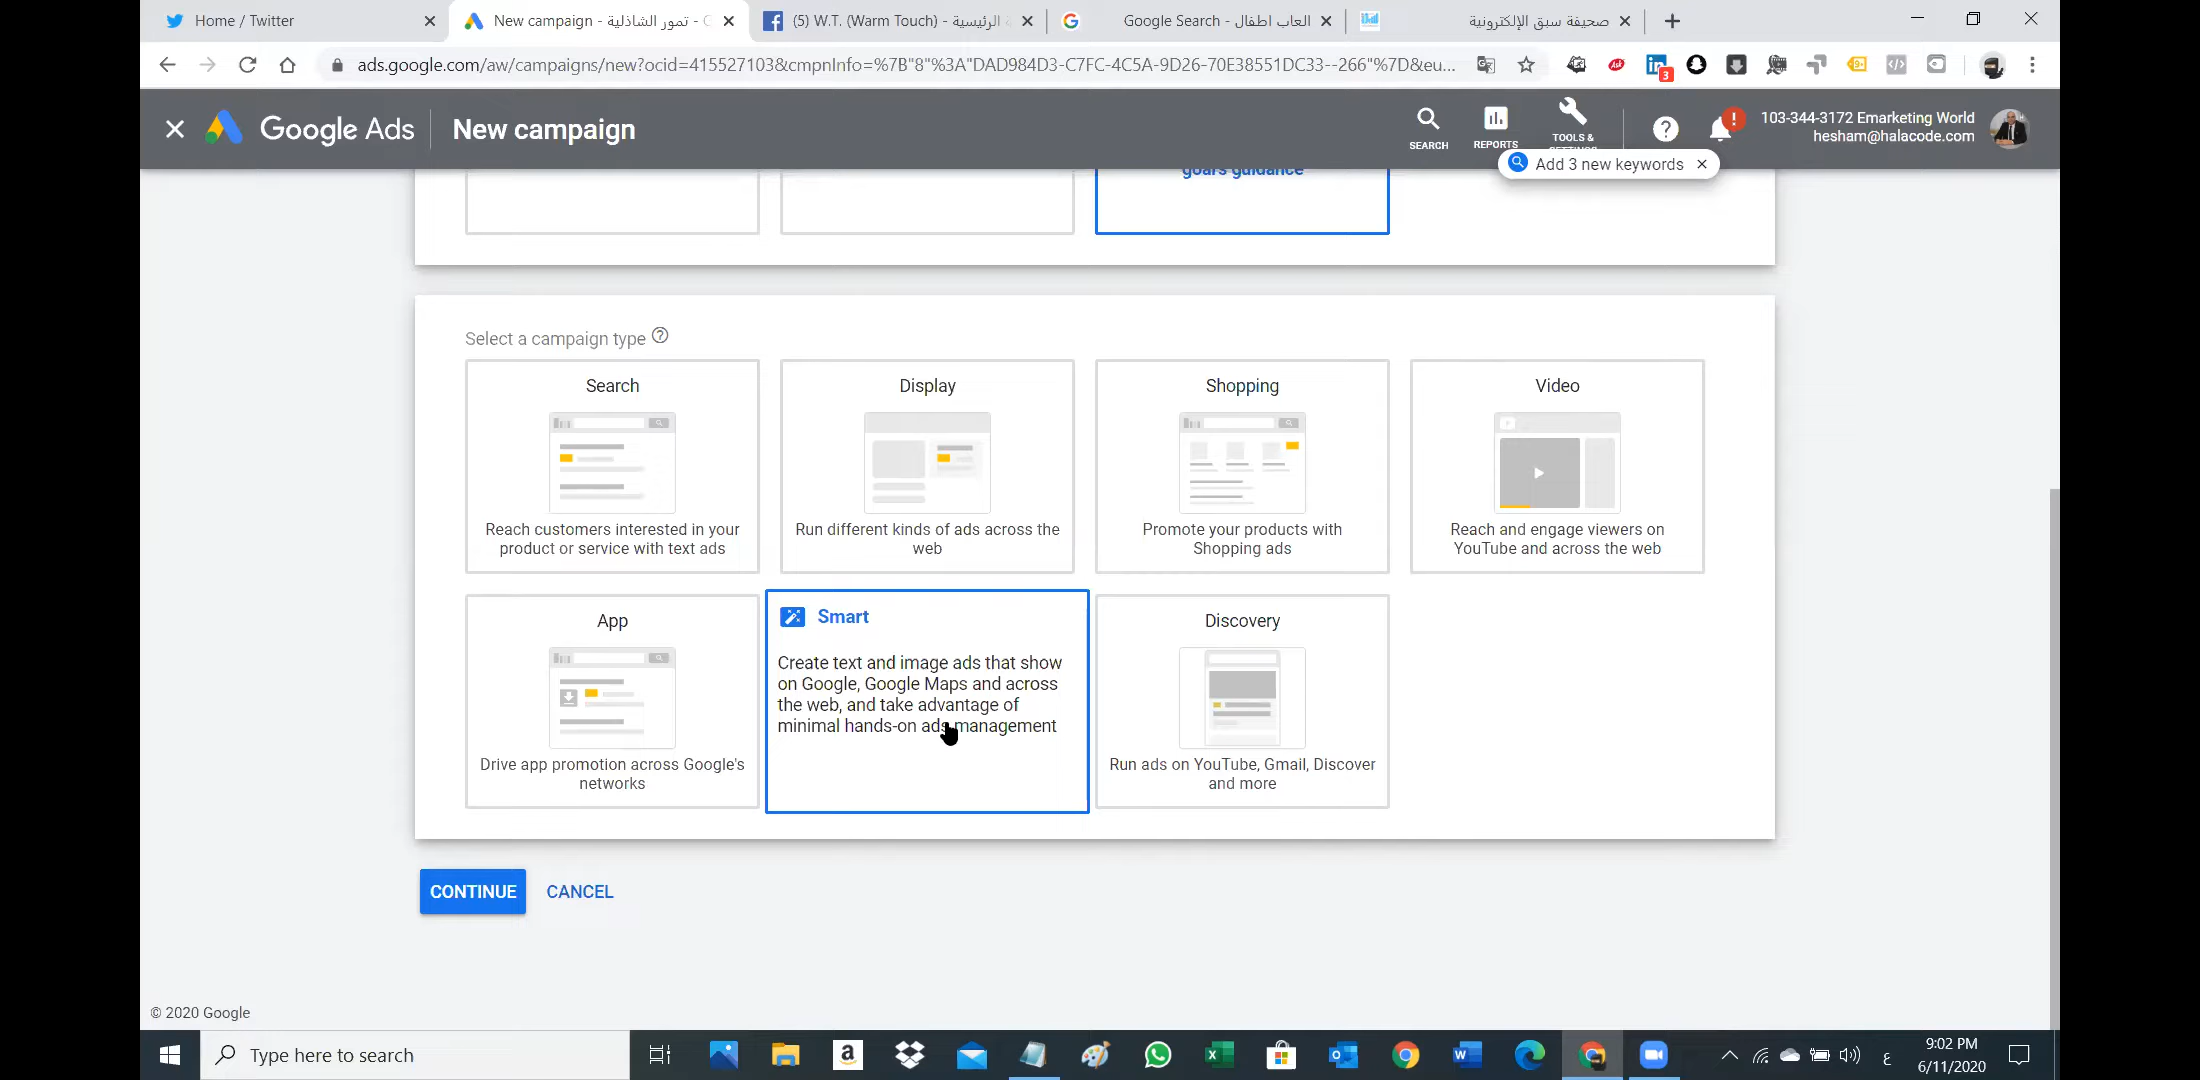 Home / Twitter
New campaign - تمور الشاذلية - G
(5) W.T. (Warm Touch) - الرئيسية
العاب اطفال - Google Search
صحيفة سبق الإلكترونية
ads.google.com/aw/campaigns/new?ocid=415527103&cmpnInfo=%7B"8"%3A"DAD984D3-C7FC-4C5A-9D26-70E38551DC33--266"%7D&eu...
3
Google Ads
New campaign
SEARCH
REPORTS
TOOLS &
103-344-3172 Emarketing World
hesham@halacode.com
Add 3 new keywords
goals guidance
Select a campaign type
Search
Reach customers interested in your
product or service with text ads
Display
Run different kinds of ads across the
web
Shopping
Promote your products with
Shopping ads
Video
Reach and engage viewers on
YouTube and across the web
App
Drive app promotion across Google's
networks
Smart
Create text and image ads that show
on Google, Google Maps and across
the web, and take advantage of
minimal hands-on ads management
Discovery
Run ads on YouTube, Gmail, Discover
and more
CONTINUE
CANCEL
© 2020 Google
Type here to search
ع
9:02 PM
6/11/2020